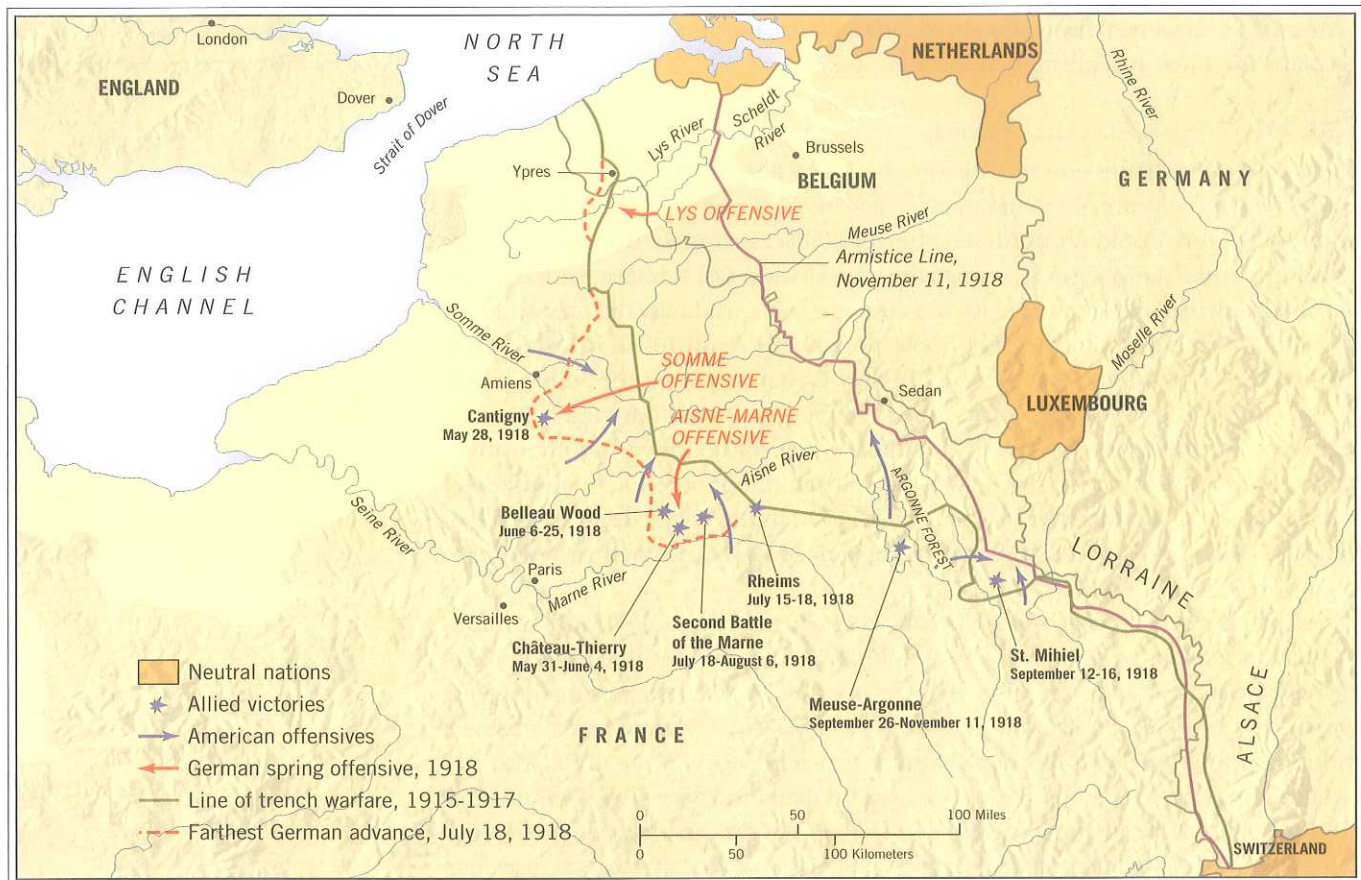 London
NORTH
SEA
NETHERLANDS
ENGLAND
Dover
Strait of Dover
Rhine River
Lys River
Scheldt
River
Brussels
Ypres
BELGIUM
GERMANY
LYS OFFENSIVE
Meuse River
Armistice Line,
November 11, 1918
ENGLISH
CHANNEL
Somme River
Moselle River
SOMME
OFFENSIVE
Amiens
Sedan
LUXEMBOURG
Cantigny
May 28, 1918
AISNE-MARNE
OFFENSIVE
Aisne River
ARGONNE FOREST
Seine River
Belleau Wood
June 6-25, 1918
LORRAINE
Paris
Marne River
Rheims
July 15-18, 1918
Versailles
Second Battle
of the Marne
July 18-August 6, 1918
Château-Thierry
May 31-June 4, 1918
St. Mihiel
September 12-16, 1918
Meuse-Argonne
September 26-November 11, 1918
ALSACE
FRANCE
Neutral nations
Allied victories
American offensives
German spring offensive, 1918
Line of trench warfare, 1915-1917
Farthest German advance, July 18, 1918
0 50 100 Miles
0 50 100 Kilometers
SWITZERLAND